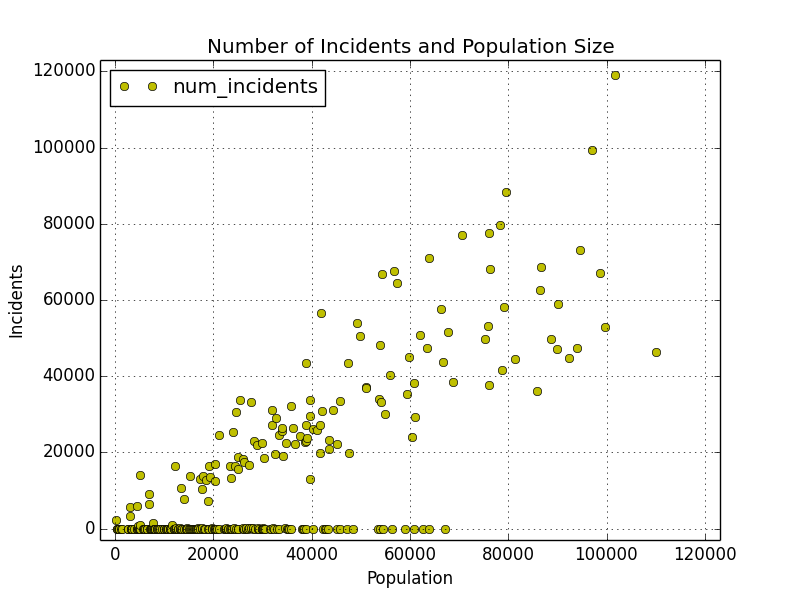 Number of Incidents and Population Size
num_incidents
120000
100000
80000
60000
40000
20000
0
Incidents
0 20000 40000 60000 80000 100000 120000
Population